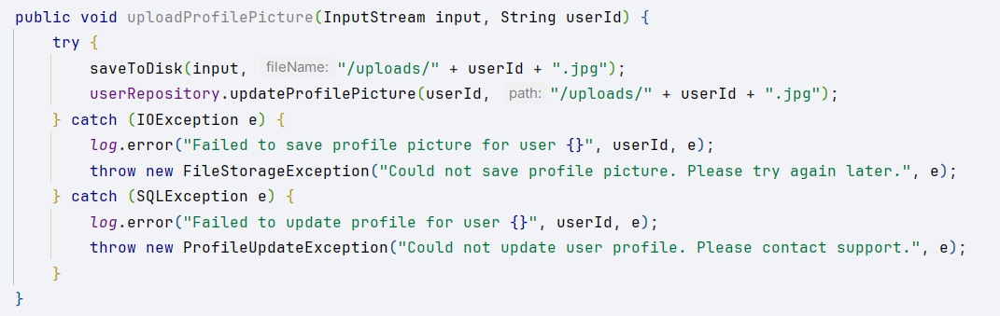 public void uploadProfilePicture(InputStream input, String userId) {
    try {
        saveToDisk(input, fileName: "/uploads/" + userId + ".jpg");
        userRepository.updateProfilePicture(userId, path: "/uploads/" + userId + ".jpg");
    } catch (IOException e) {
        log.error("Failed to save profile picture for user {}", userId, e);
        throw new FileStorageException("Could not save profile picture. Please try again later.", e);
    } catch (SQLException e) {
        log.error("Failed to update profile for user {}", userId, e);
        throw new ProfileUpdateException("Could not update user profile. Please contact support.", e);
    }
}